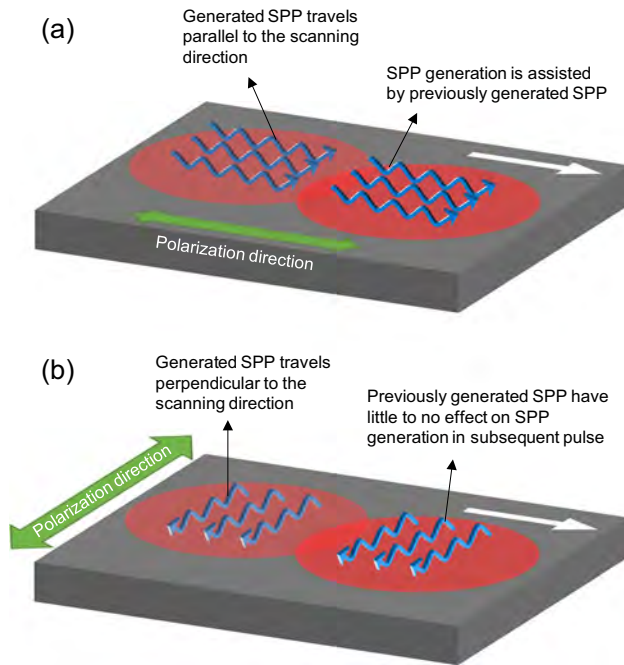 (a)
Generated SPP travels
parallel to the scanning
direction
SPP generation is assisted
by previously generated SPP
Polarization direction
(b)
Generated SPP travels
perpendicular to the
scanning direction
Previously generated SPP have
little to no effect on SPP
generation in subsequent pulse
Polarization direction